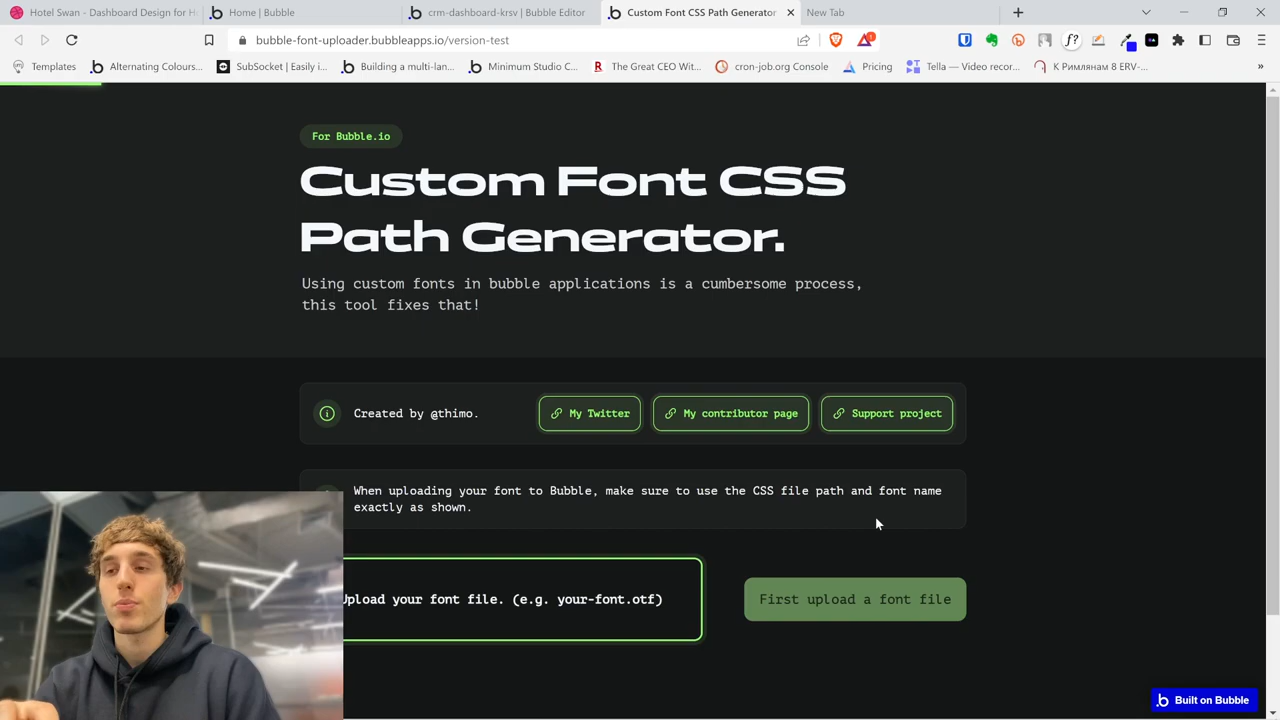 Hotel Swan - Dashboard Design for H
Home | Bubble
crm-dashboard-krsv | Bubble Editor
Custom Font CSS Path Generator
New Tab
bubble-font-uploader.bubbleapps.io/version-test
Templates
Alternating Colours...
SubSocket | Easily i...
Building a multi-lan...
Minimum Studio C...
The Great CEO Wit...
cron-job.org Console
Pricing
Tella — Video recor...
К Римлянам 8 ERV-...
For Bubble.io
Custom Font CSS
Path Generator.
Using custom fonts in bubble applications is a cumbersome process,
this tool fixes that!
Created by @thimo.
My Twitter
My contributor page
Support project
When uploading your font to Bubble, make sure to use the CSS file path and font name
exactly as shown.
Upload your font file. (e.g. your-font.otf)
First upload a font file
Built on Bubble